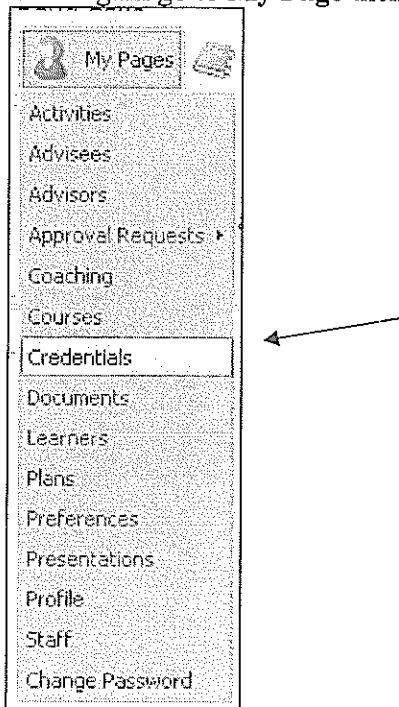 My Pages
Activities
Advisees
Advisors
Approval Requests
Coaching
Courses
Credentials
Documents
Learners
Plans
Preferences
Presentations
Profile
Staff
Change Password